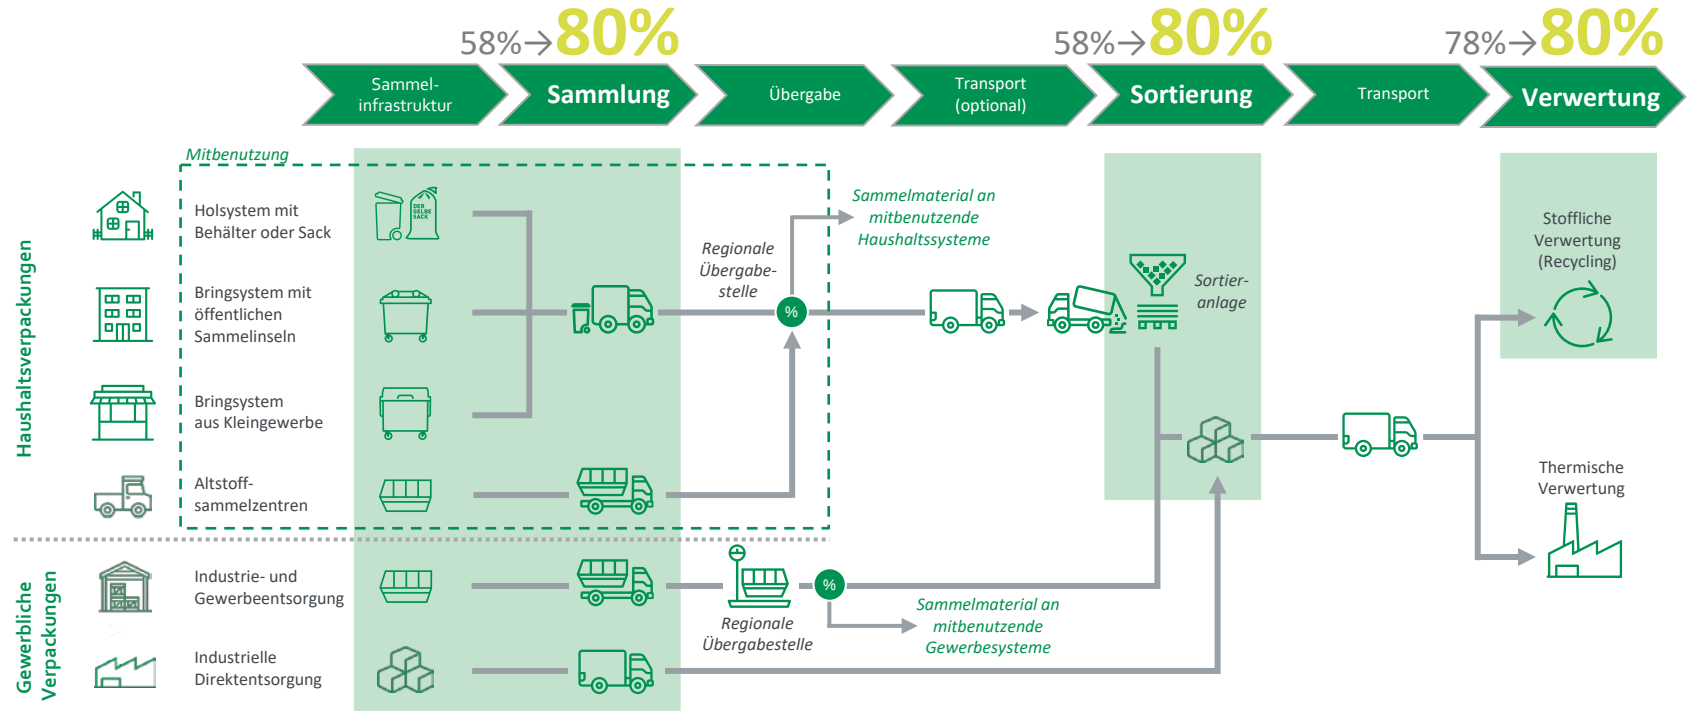 58%→80%
58%→80%
78%→80%
Sammel-
infrastruktur
Sammlung
Übergabe
Transport
(optional)
Sortierung
Transport
Verwertung
Mitbenutzung
Haushaltsverpackungen
Holsystem mit
Behälter oder Sack
DER
GELBE
SACK
Sammelmaterial an
mitbenutzende
Haushaltssysteme
Stoffliche
Verwertung
(Recycling)
Regionale
Übergabe-
stelle
Bringsystem mit
öffentlichen
Sammelinseln
%
Sortier-
anlage
Bringsystem
aus Kleingewerbe
Altstoff-
sammelzentren
Thermische
Verwertung
Gewerbliche
Verpackungen
Industrie- und
Gewerbeentsorgung
%
Regionale
Übergabestelle
Sammelmaterial an
mitbenutzende
Gewerbesysteme
Industrielle
Direktentsorgung